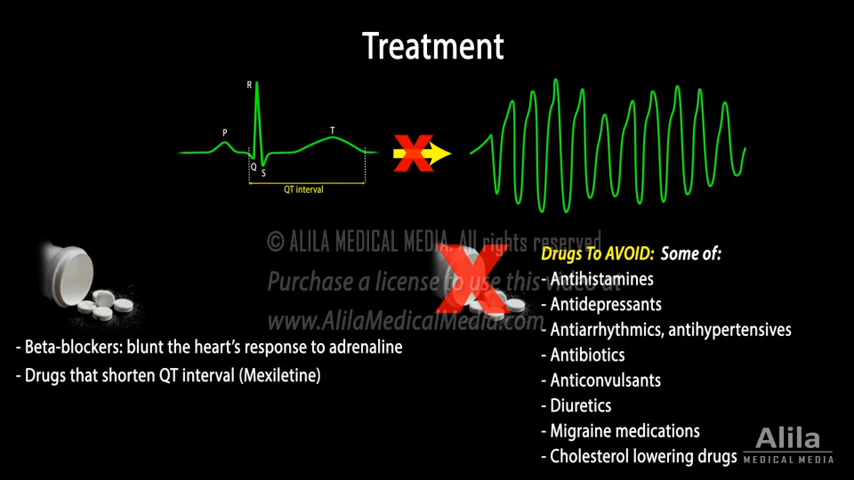 Treatment
R
P
T
Q
S
QT interval
© ALILA MEDICAL MEDIA. All rights reserved
Purchase a license to use this video at
www.AlilaMedicalMedia.com
- Beta-blockers: blunt the heart's response to adrenaline
- Drugs that shorten QT interval (Mexiletine)
Drugs To AVOID: Some of:
- Antihistamines
- Antidepressants
- Antiarrhythmics, antihypertensives
- Antibiotics
- Anticonvulsants
- Diuretics
- Migraine medications
- Cholesterol lowering drugs
Alila
MEDICAL MEDIA